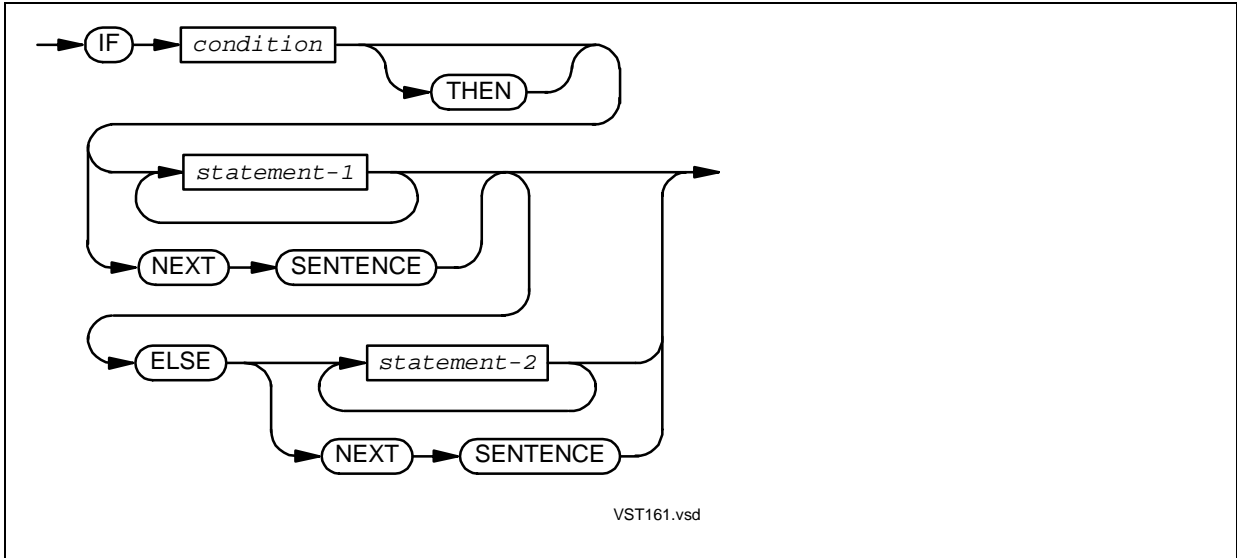 IF condition
THEN
statement-1
NEXT SENTENCE
ELSE statement-2
NEXT SENTENCE
VST161.vsd